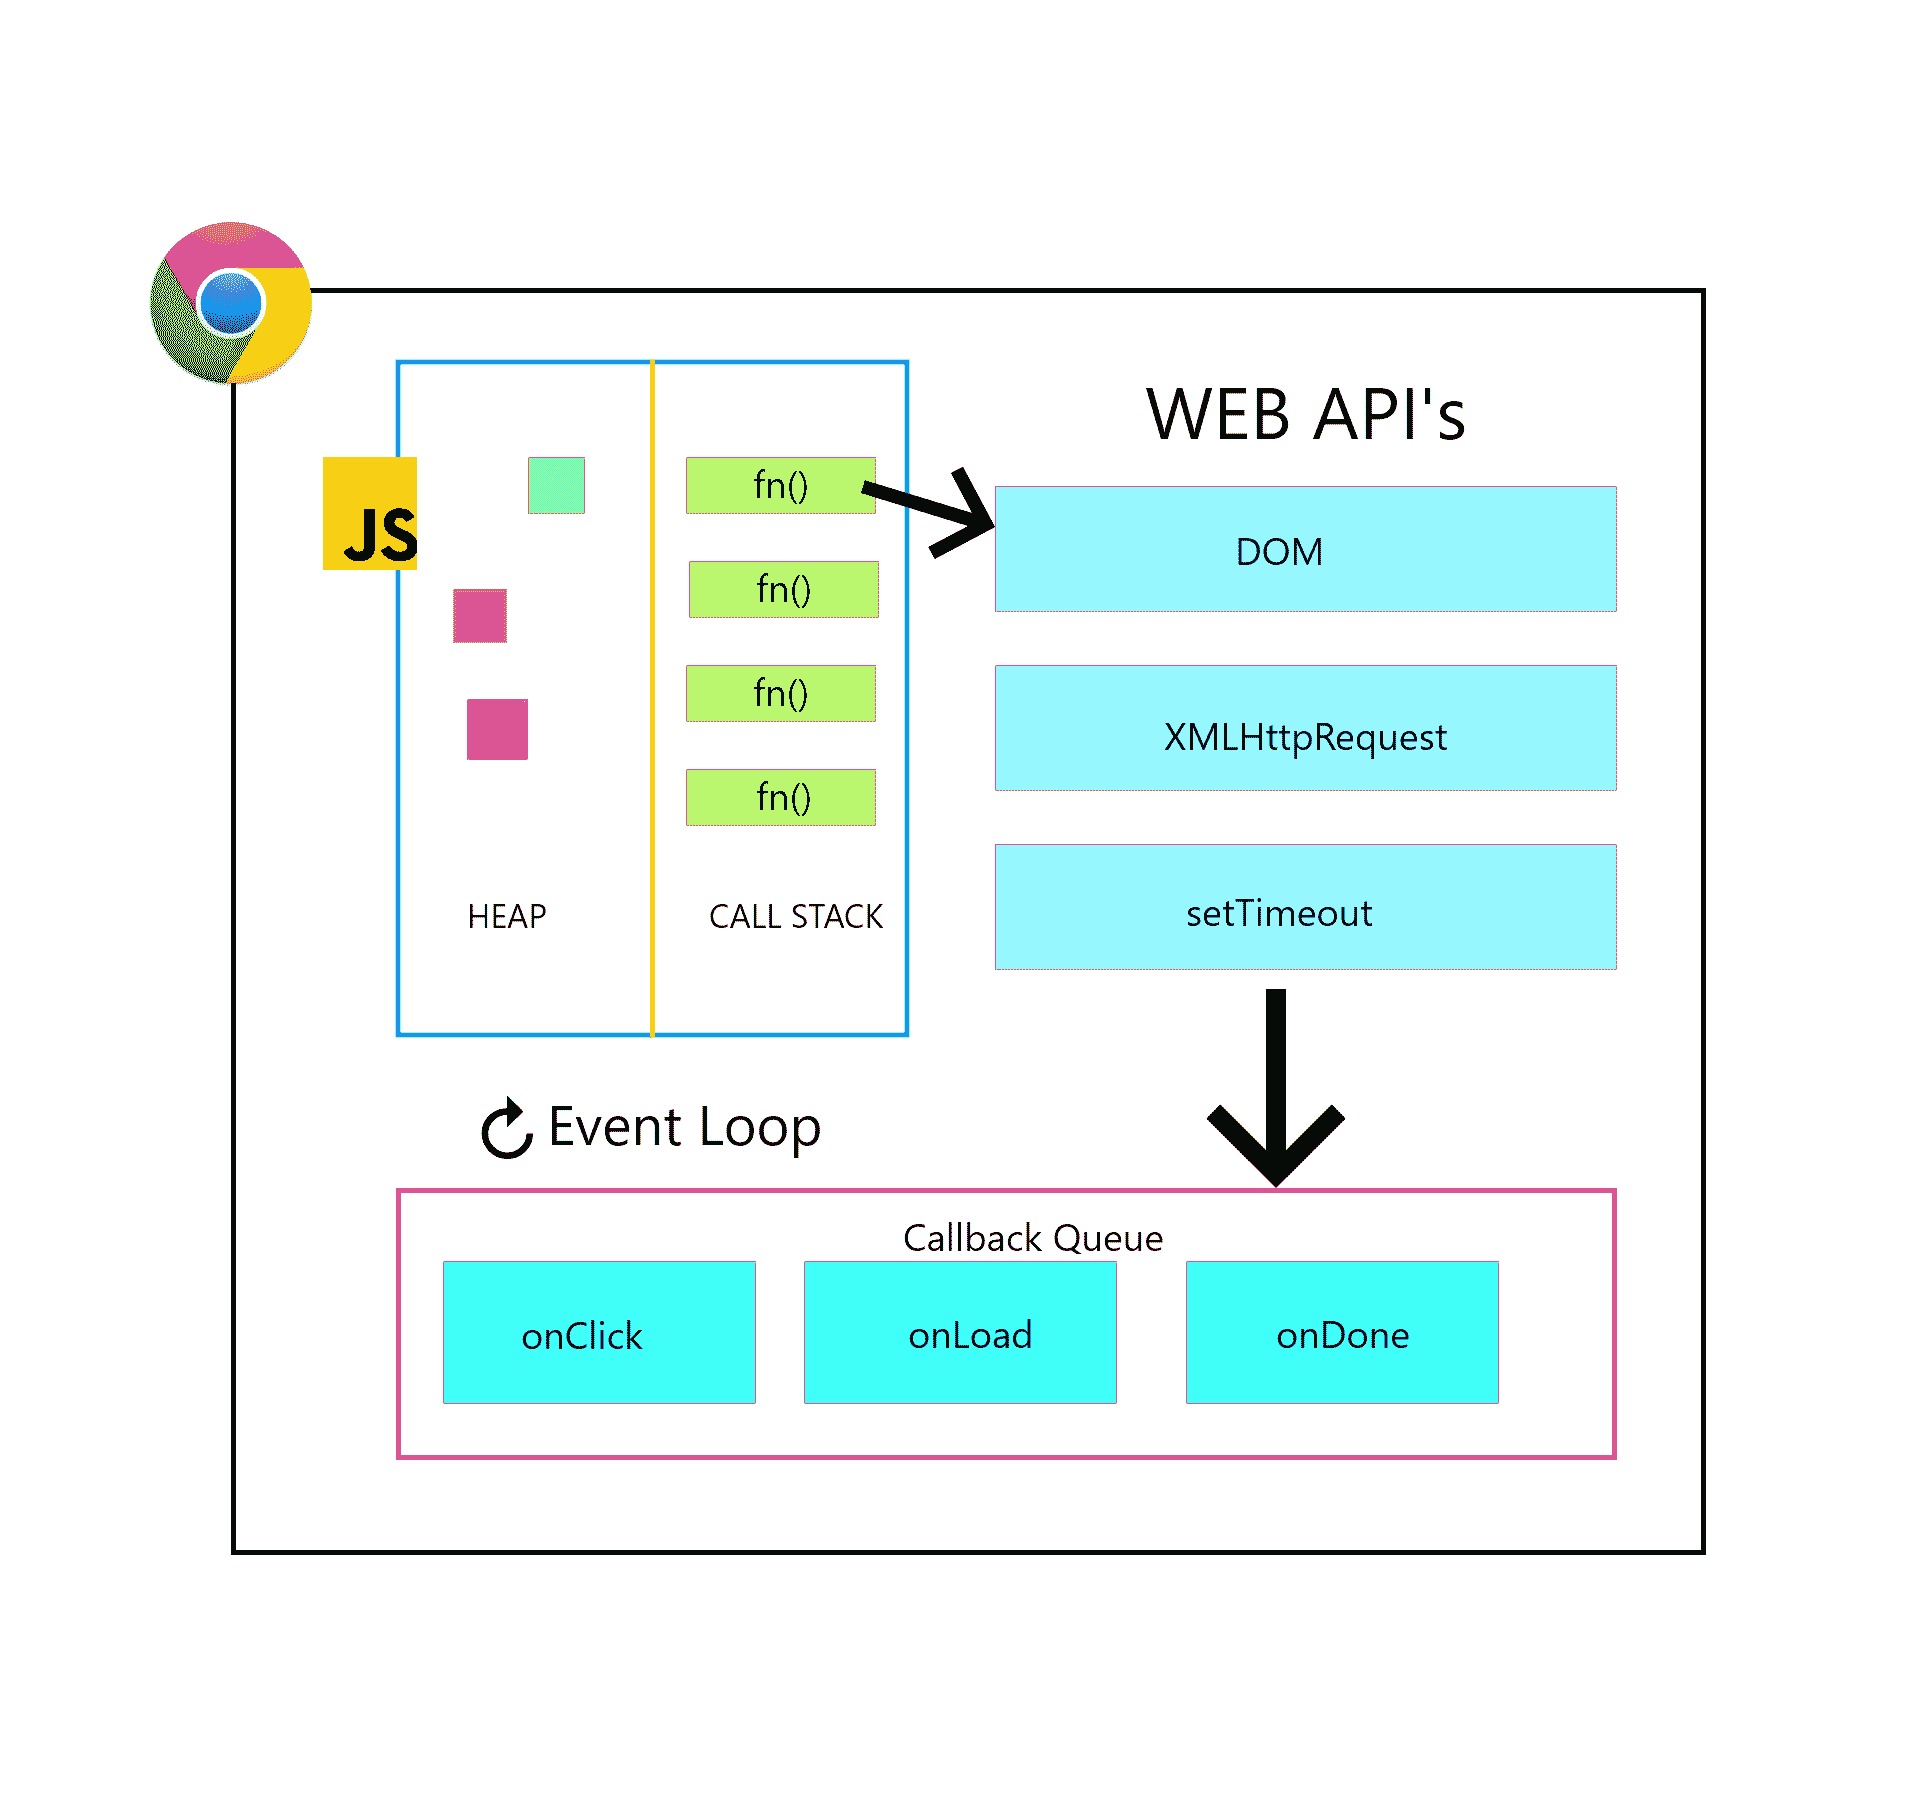 WEB API's
JS
fn()
fn()
fn()
fn()
HEAP
CALL STACK
DOM
XMLHttpRequest
setTimeout
Event Loop
Callback Queue
onClick
onLoad
onDone